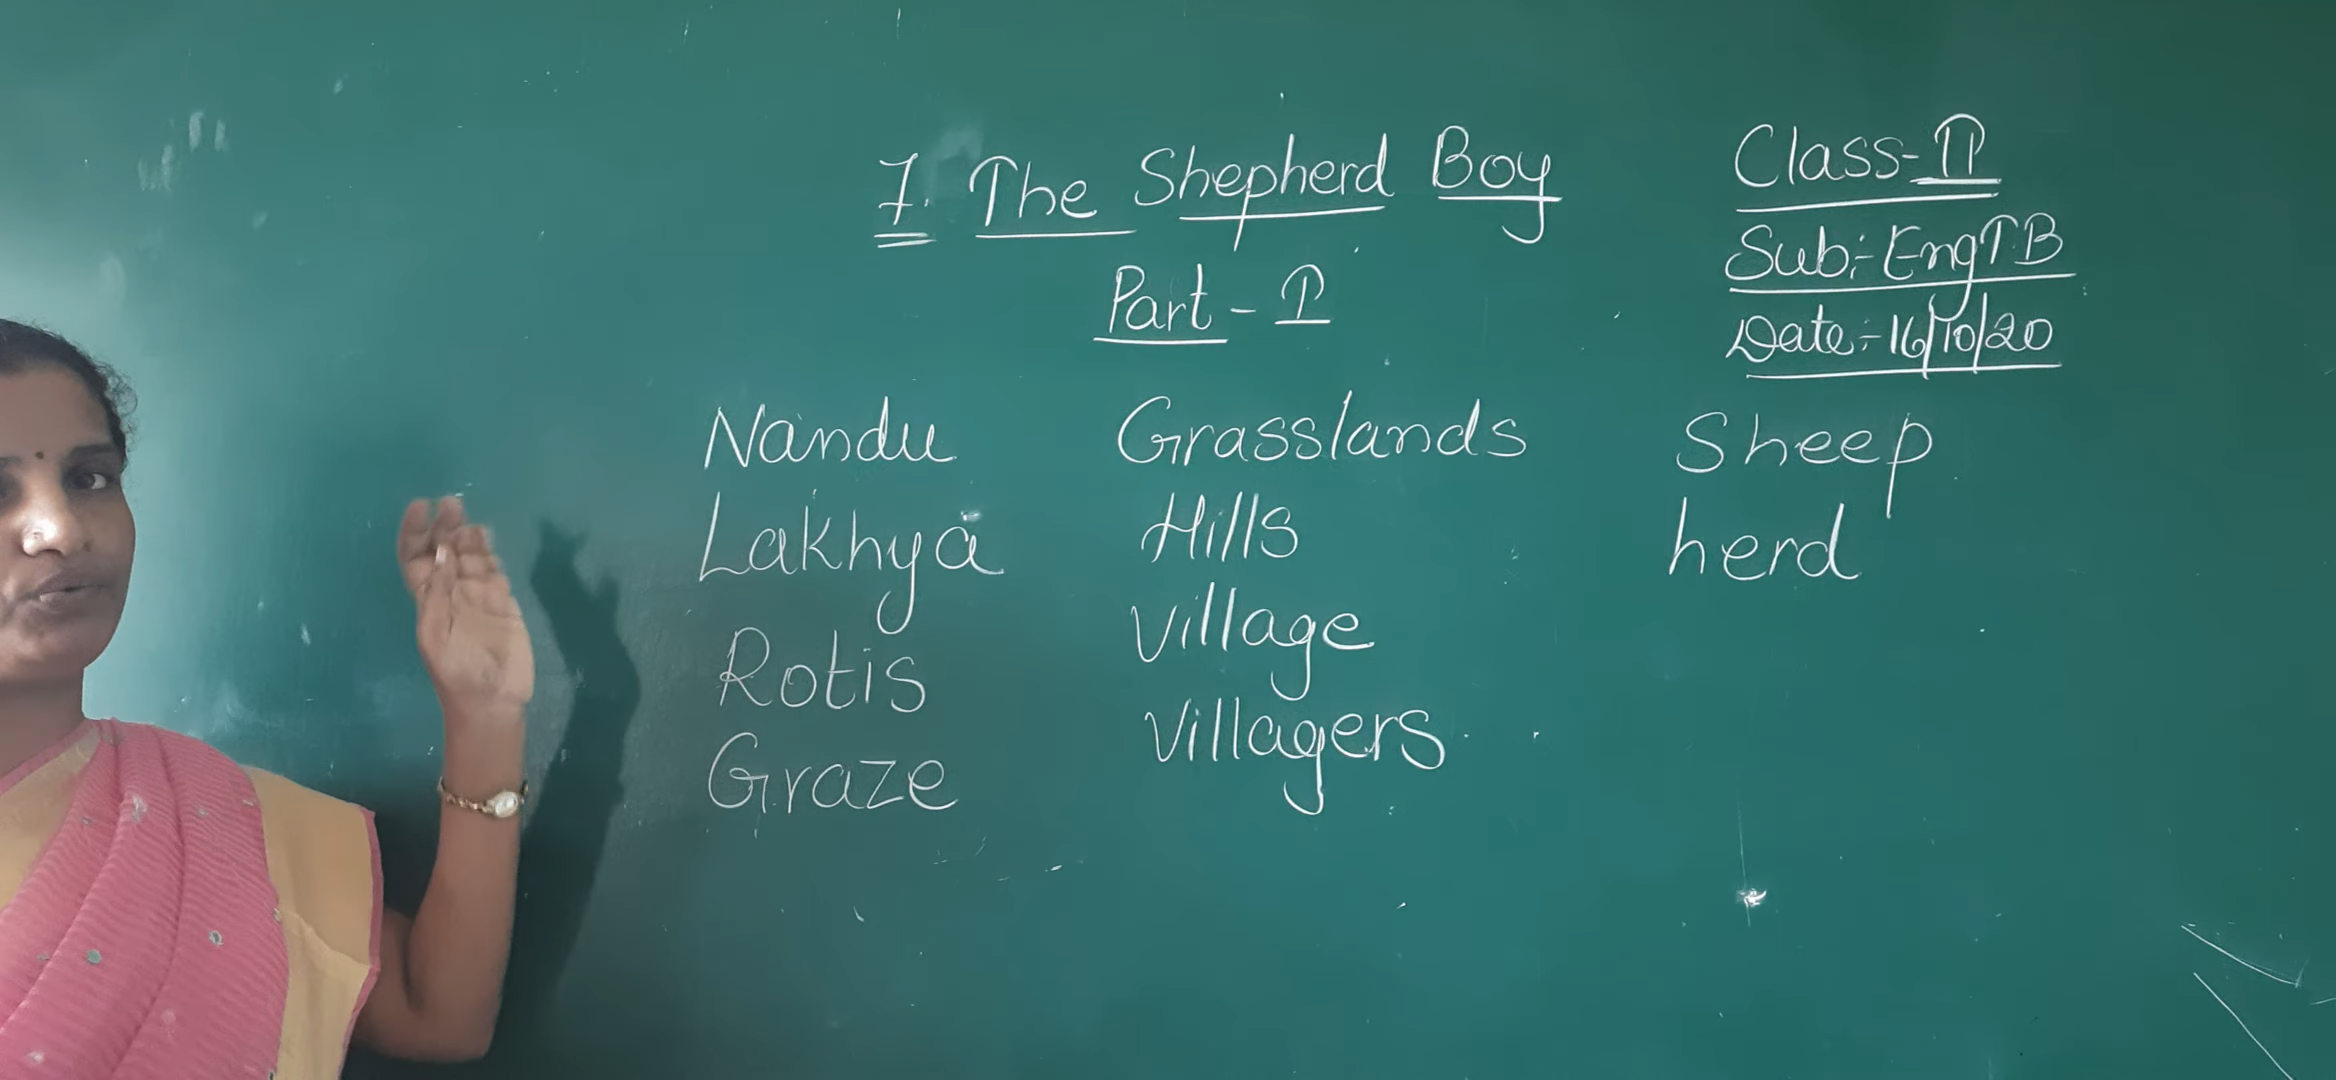 7. The Shepherd Boy
Part - I
Class - II
Sub:- Eng TB
Date:- 16/10/20
Nandu
Lakhya
Rotis
Graze
Grasslands
Hills
Village
Villagers
Sheep
herd